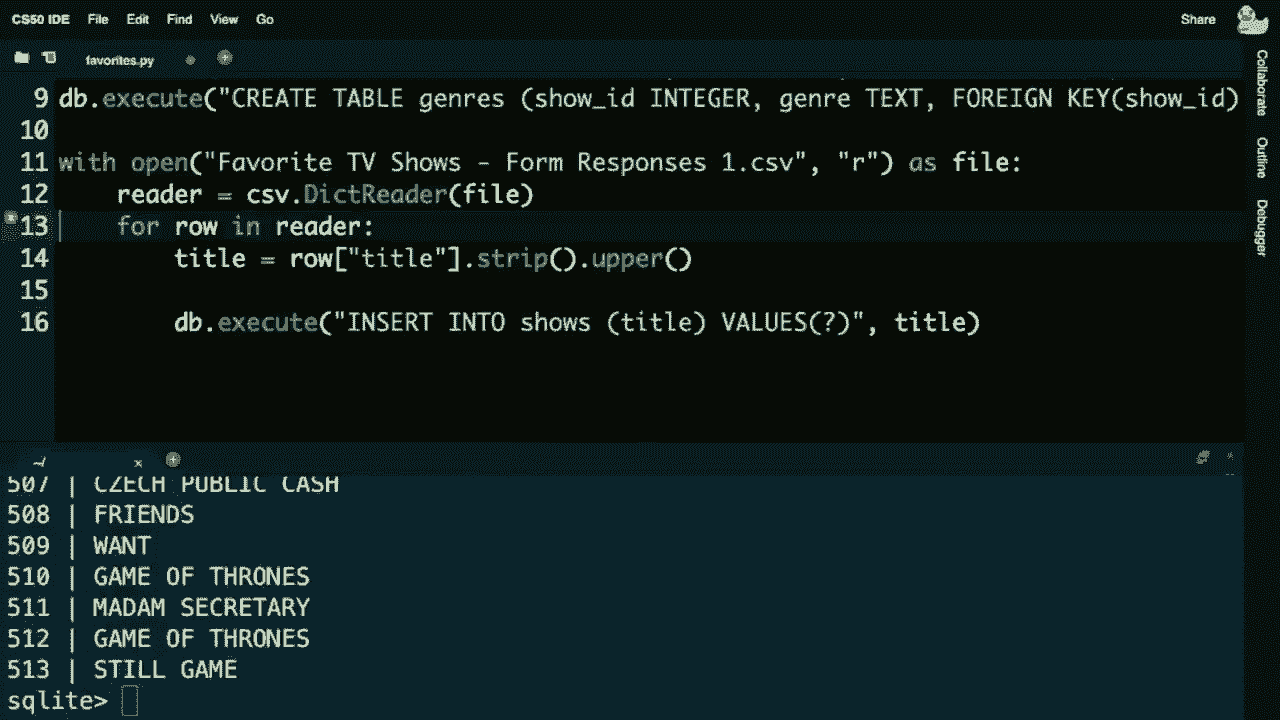 CS50 IDE File Edit Find View Go Share
favorites.py
9 db.execute("CREATE TABLE genres (show_id INTEGER, genre TEXT, FOREIGN KEY(show_id)
10
11 with open("Favorite TV Shows - Form Responses 1.csv", "r") as file:
12 reader = csv.DictReader(file)
13 for row in reader:
14 title = row["title"].strip().upper()
15
16 db.execute("INSERT INTO shows (title) VALUES(?)", title)
Collaborate
Outline
Debugger
507 | CZECH PUBLIC CASH
508 | FRIENDS
509 | WANT
510 | GAME OF THRONES
511 | MADAM SECRETARY
512 | GAME OF THRONES
513 | STILL GAME
sqlite>